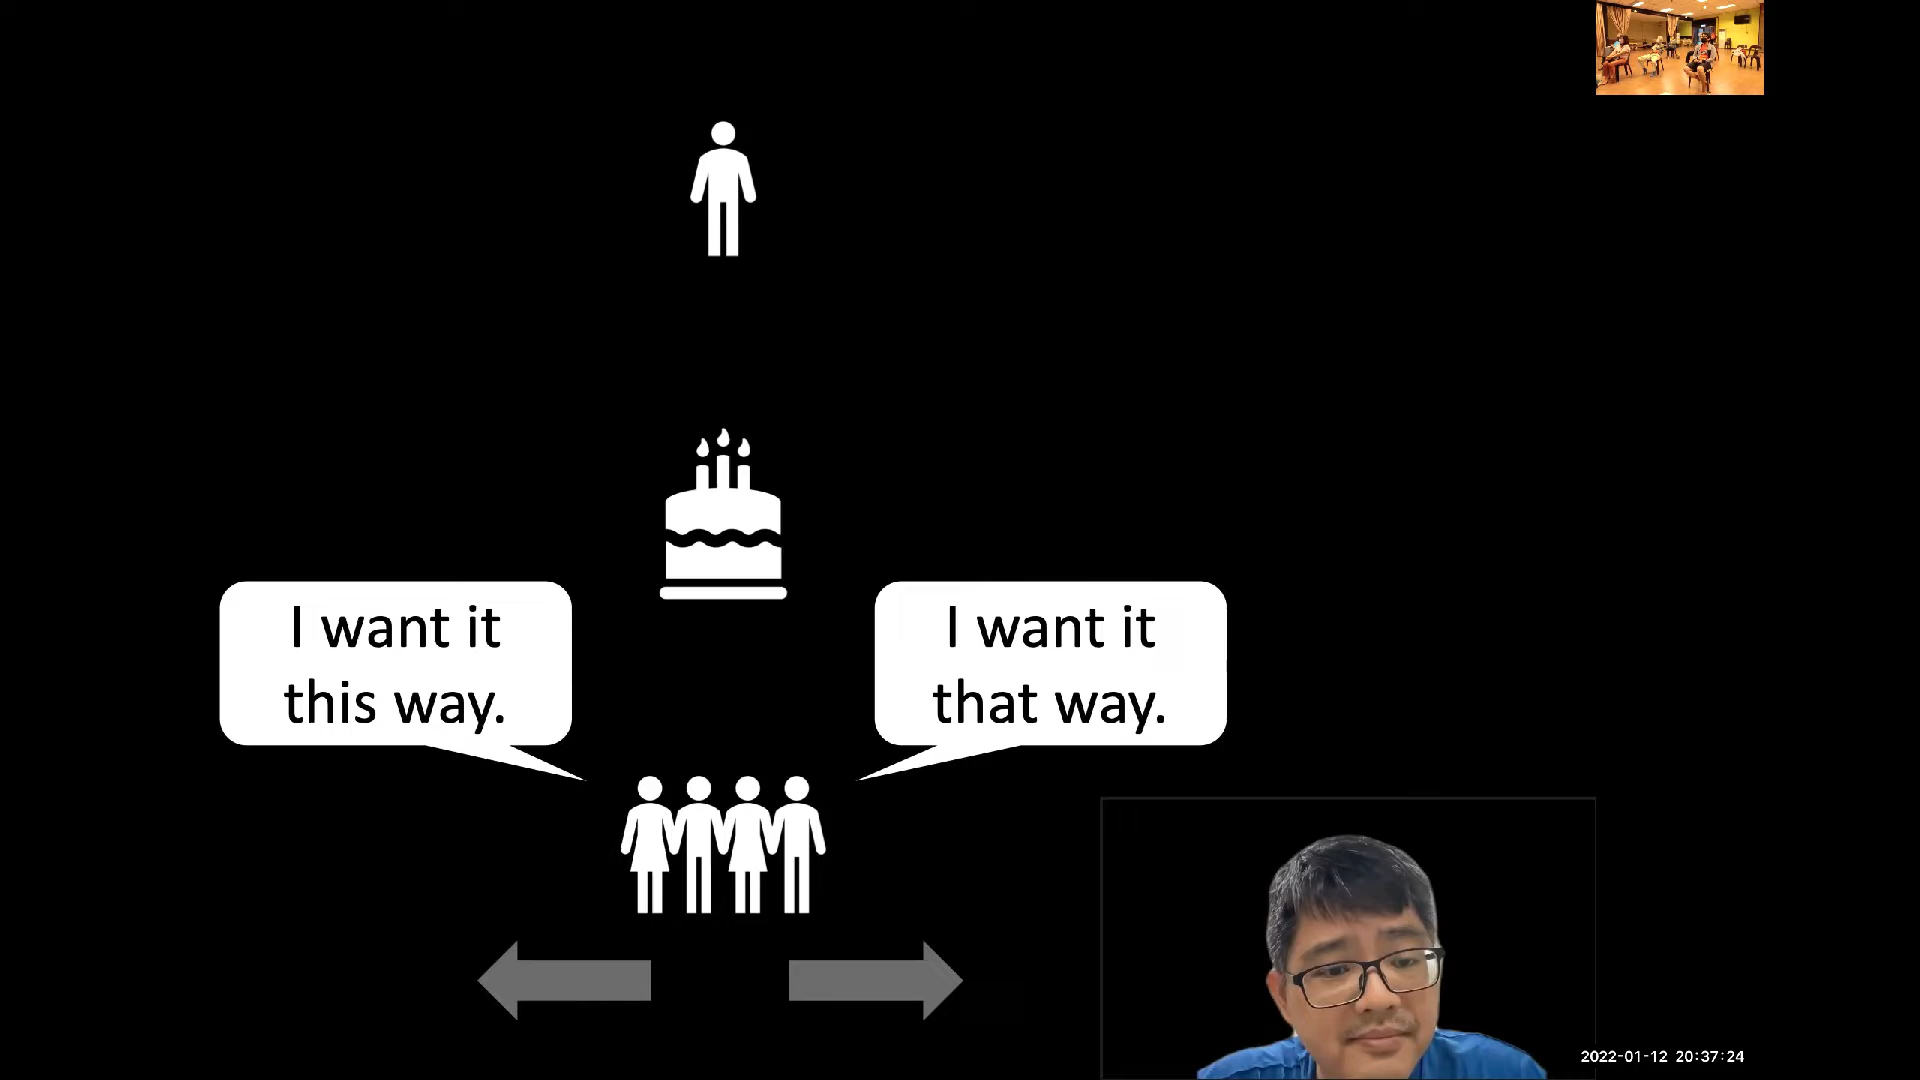 I want it
this way.
I want it
that way.
2022-01-12 20:37:24